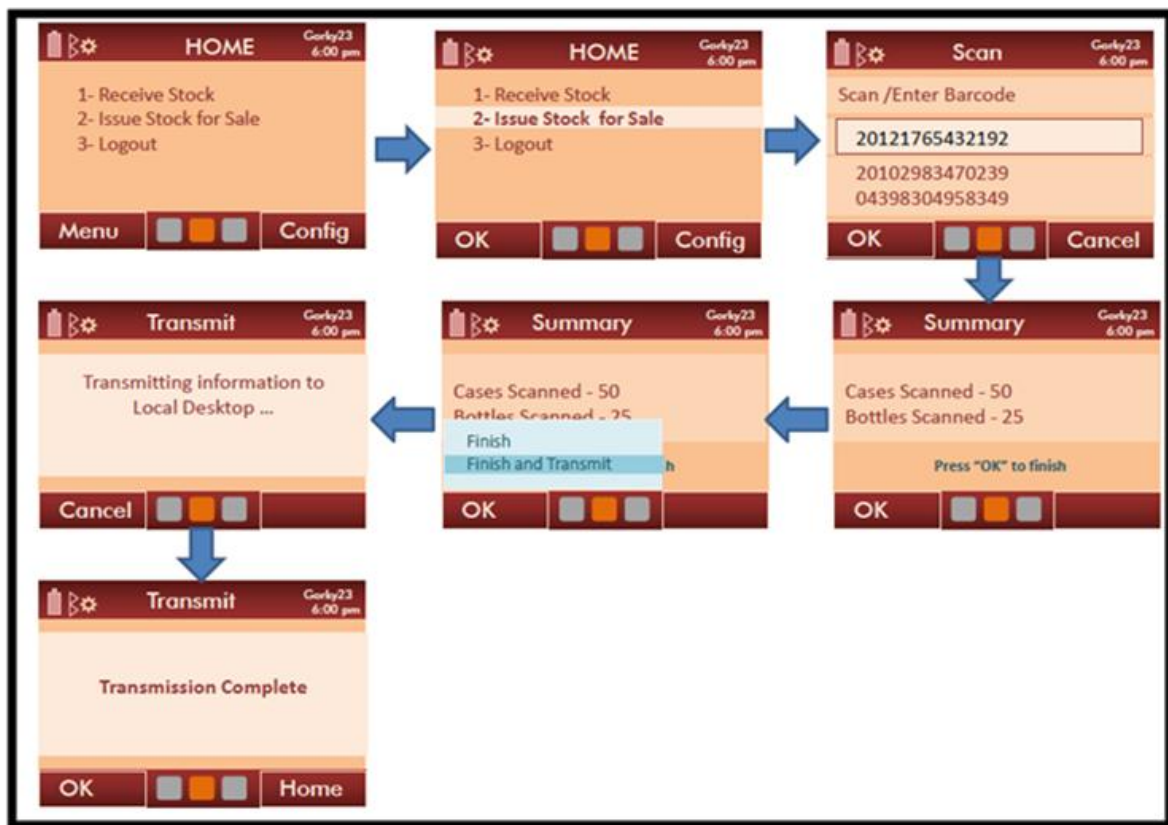 HOME
Gorky23
6:00 pm
1- Receive Stock
2- Issue Stock for Sale
3- Logout
Menu
Config
HOME
Gorky23
6:00 pm
1- Receive Stock
2- Issue Stock for Sale
3- Logout
OK
Config
Scan
Gorky23
6:00 pm
Scan /Enter Barcode
20121765432192
20102983470239
04398304958349
OK
Cancel
Summary
Gorky23
6:00 pm
Cases Scanned - 50
Bottles Scanned - 25
Press "OK" to finish
OK
Summary
Gorky23
6:00 pm
Cases Scanned - 50
Bottles Scanned - 25
Finish
Finish and Transmit
h
OK
Transmit
Gorky23
6:00 pm
Transmitting information to
Local Desktop ...
Cancel
Transmit
Gorky23
6:00 pm
Transmission Complete
OK
Home